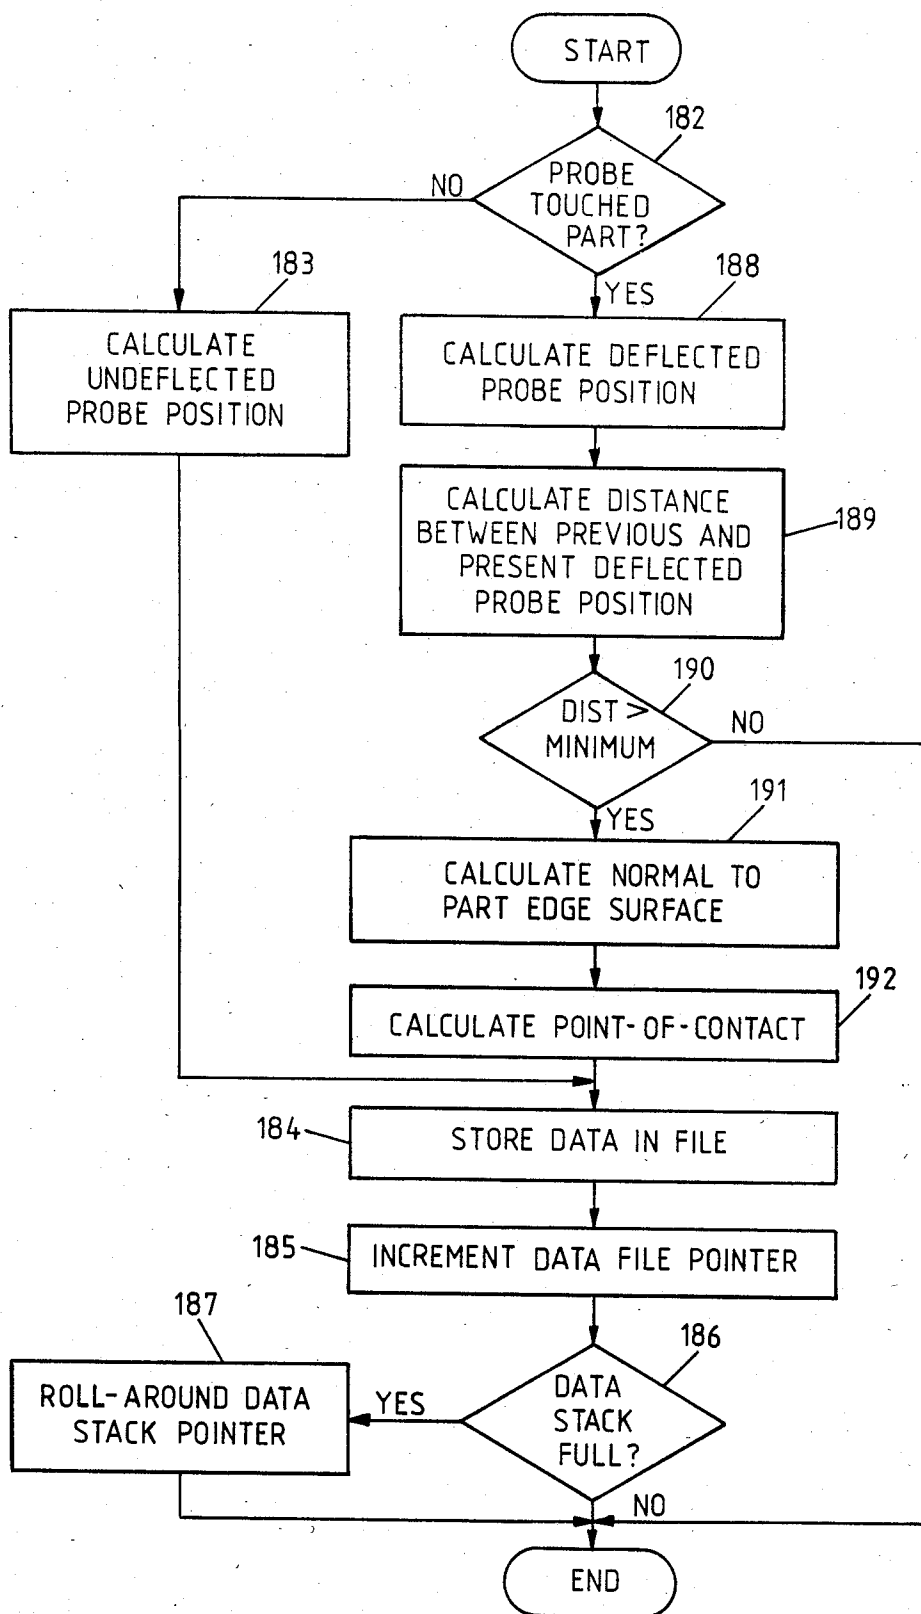 START
182
PROBE
TOUCHED
PART?
NO
YES
183
CALCULATE
UNDEFLECTED
PROBE POSITION
188
CALCULATE DEFLECTED
PROBE POSITION
189
CALCULATE DISTANCE
BETWEEN PREVIOUS AND
PRESENT DEFLECTED
PROBE POSITION
190
DIST >
MINIMUM
NO
YES
191
CALCULATE NORMAL TO
PART EDGE SURFACE
192
CALCULATE POINT-OF-CONTACT
184
STORE DATA IN FILE
185
INCREMENT DATA FILE POINTER
186
DATA
STACK
FULL?
YES
187
ROLL-AROUND DATA
STACK POINTER
NO
END